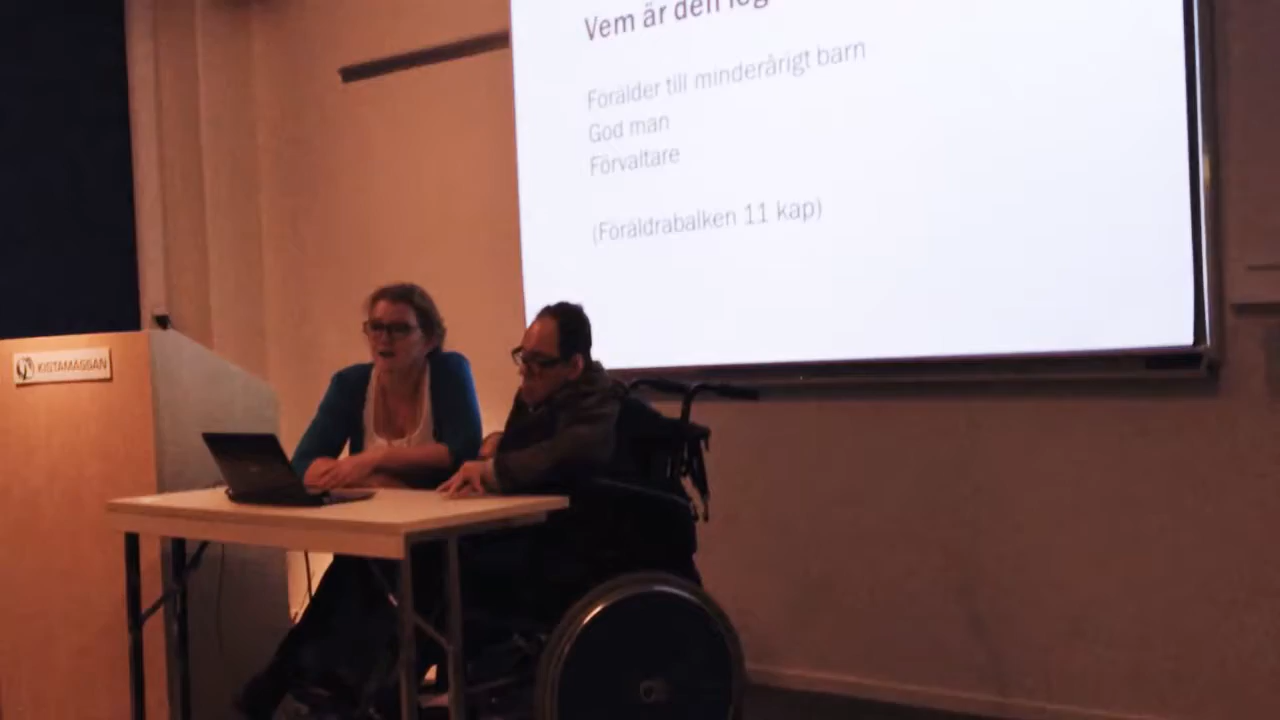 Vem är den
Förälder till minderårigt barn
God man
Förvaltare
(Föräldrabalken 11 kap)
KISTAMÄSSAN